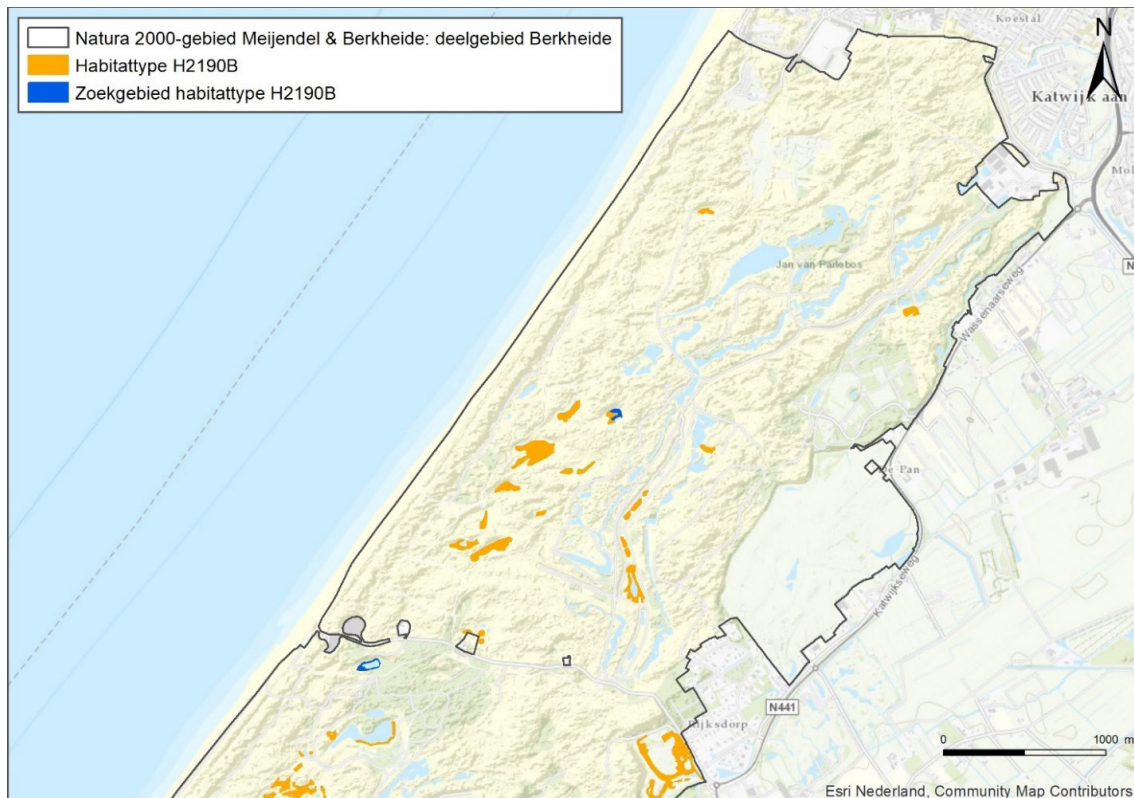 Natura 2000-gebied Meijendel & Berkheide: deelgebied Berkheide
Habitattype H2190B
Zoekgebied habitattype H2190B
Koestal
N
Katwijk aan
Mo
Jan van Parlebos
N
Wassenaarseweg
De Pan
Katwijkseweg
N441
Rijksdorp
0 1000 m
Esri Nederland, Community Map Contributors